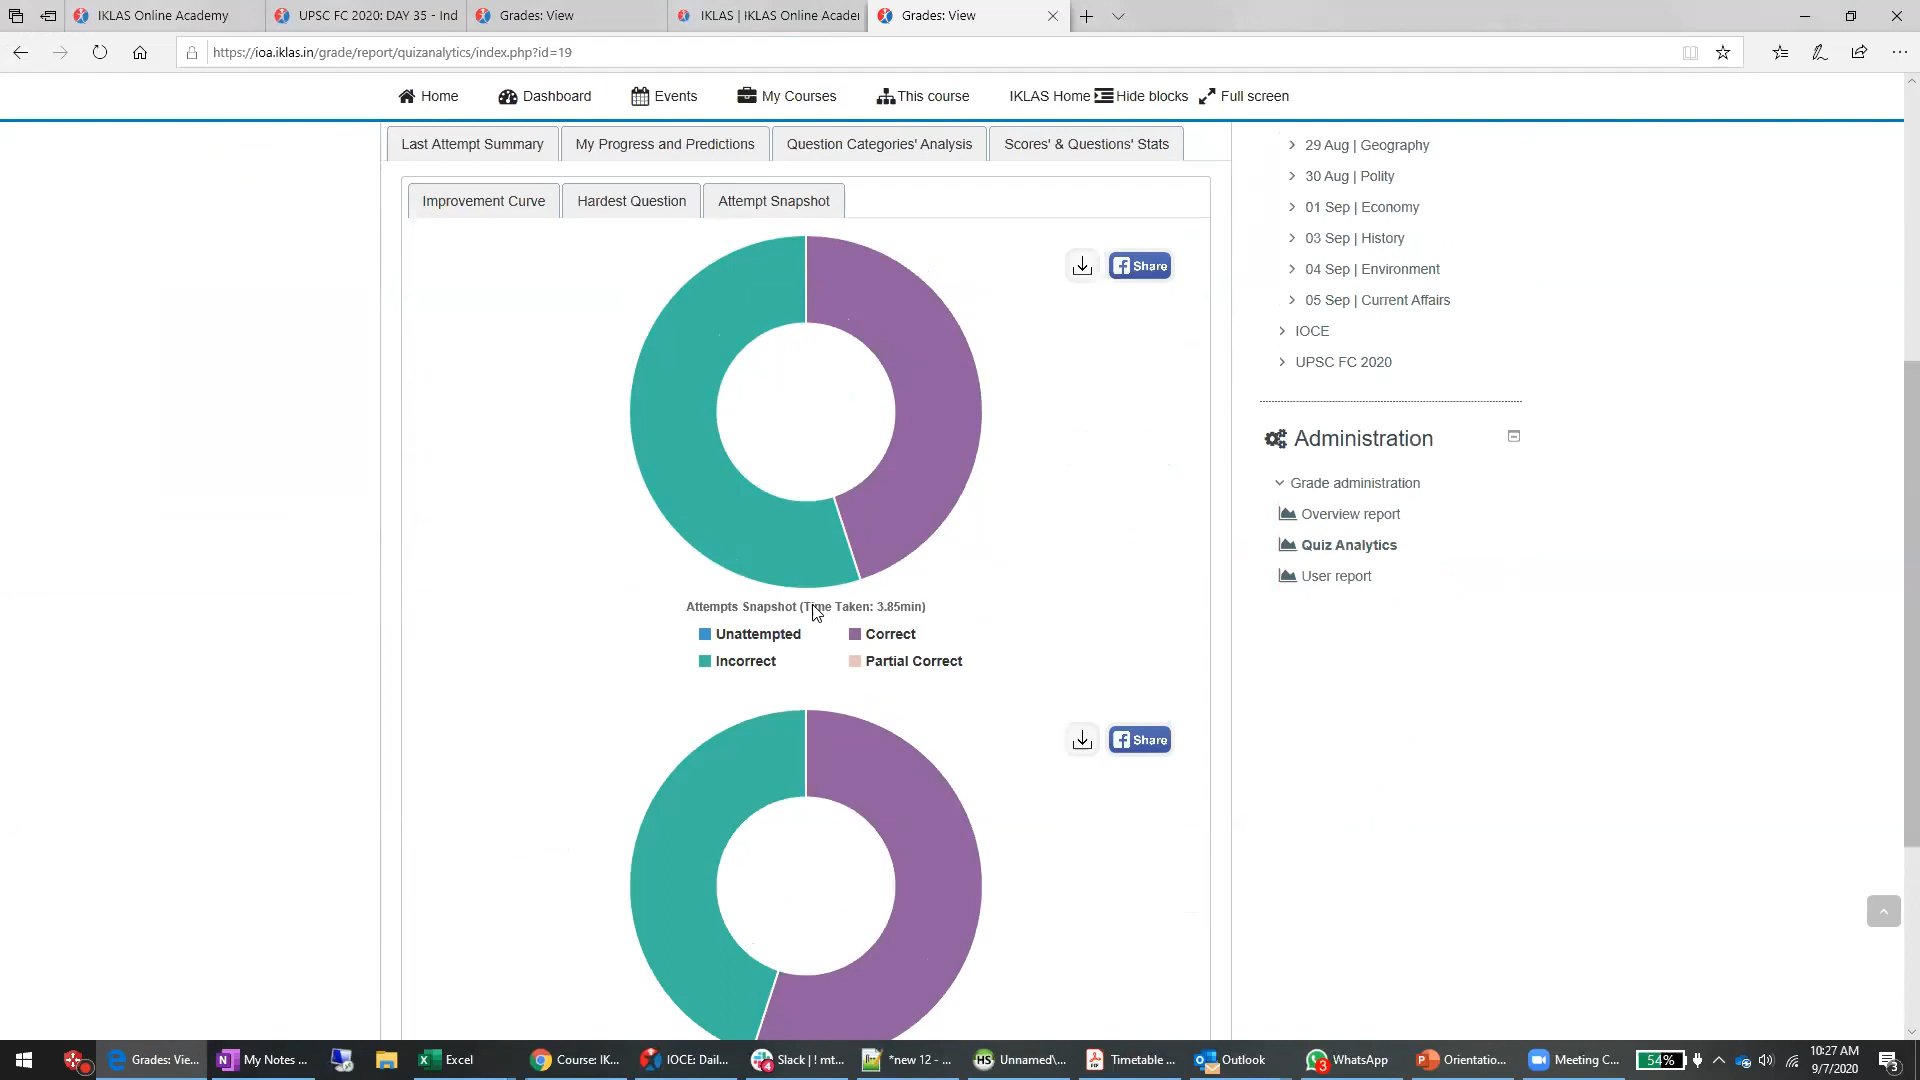 IKLAS Online Academy
UPSC FC 2020: DAY 35 - Ind
Grades: View
IKLAS | IKLAS Online Acader
Grades: View
https://ioa.iklas.in/grade/report/quizanalytics/index.php?id=19
Home
Dashboard
Events
My Courses
This course
IKLAS Home
Hide blocks
Full screen
Last Attempt Summary
My Progress and Predictions
Question Categories' Analysis
Scores' & Questions' Stats
Improvement Curve
Hardest Question
Attempt Snapshot
Share
Attempts Snapshot (Time Taken: 3.85min)
Unattempted
Correct
Incorrect
Partial Correct
Share
29 Aug | Geography
30 Aug | Polity
01 Sep | Economy
03 Sep | History
04 Sep | Environment
05 Sep | Current Affairs
IOCE
UPSC FC 2020
Administration
Grade administration
Overview report
Quiz Analytics
User report
Grades: Vie...
My Notes ...
Excel
Course: IK...
IOCE: Dail...
4
Slack | ! mt...
*new 12 - ...
HS
Unnamed\...
Timetable ...
Outlook
3
WhatsApp
Orientatio...
Meeting C...
54%
10:27 AM
9/7/2020
3